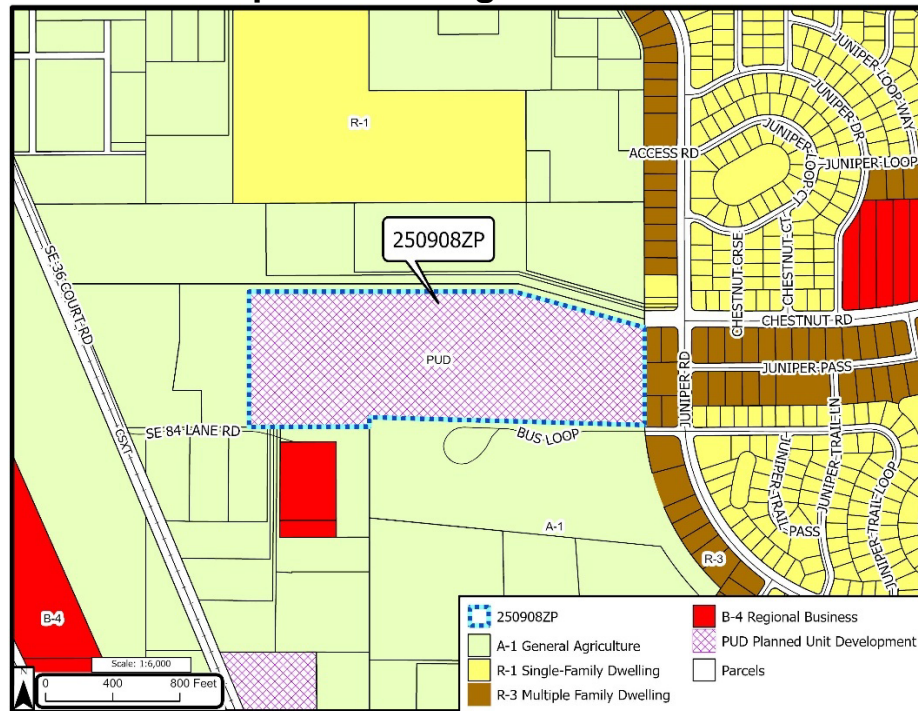 R-1
ACCESS RD
JUNIPER LOOP WAY
JUNIPER DR
JUNIPER LOOP
JUNIPER LOOP CT
CHESTNUT CRSE
CHESTNUT CT
250908ZP
SE 36 COURT RD
CHESTNUT RD
PUD
JUNIPER RD
JUNIPER PASS
SE 84 LANE RD
CSXT
BUS LOOP
JUNIPER TRAIL LN
JUNIPER TRAIL
PASS
JUNIPER TRAIL LOOP
A-1
R-3
B-4
250908ZP
A-1 General Agriculture
R-1 Single-Family Dwelling
R-3 Multiple Family Dwelling
B-4 Regional Business
PUD Planned Unit Development
Parcels
Scale: 1:6,000
0 400 800 Feet
N